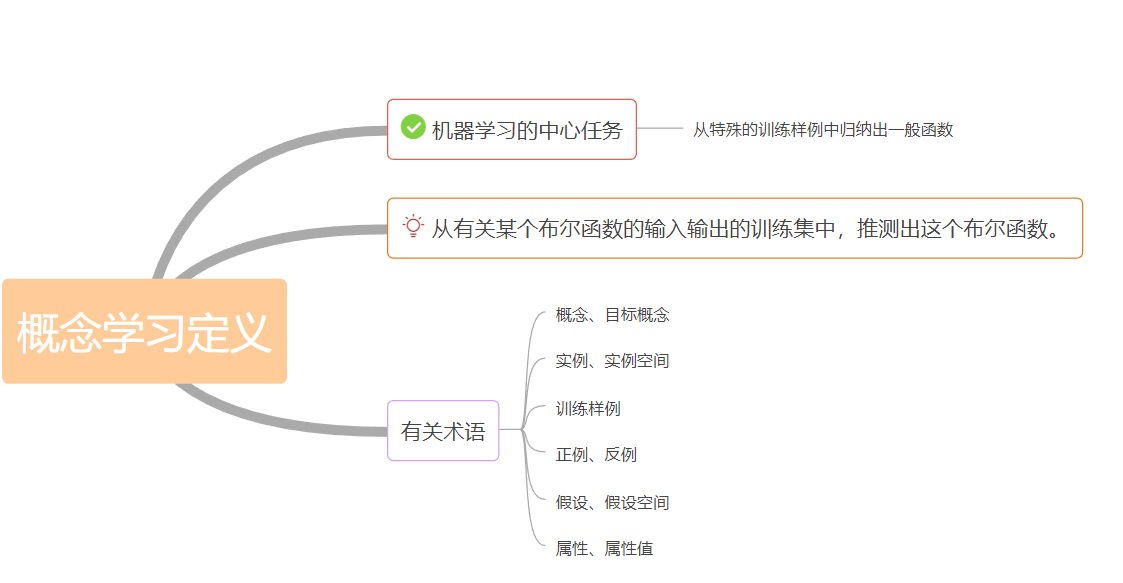 机器学习的中心任务
从特殊的训练样例中归纳出一般函数
从有关某个布尔函数的输入输出的训练集中，推测出这个布尔函数。
概念学习定义
有关术语
概念、目标概念
实例、实例空间
训练样例
正例、反例
假设、假设空间
属性、属性值